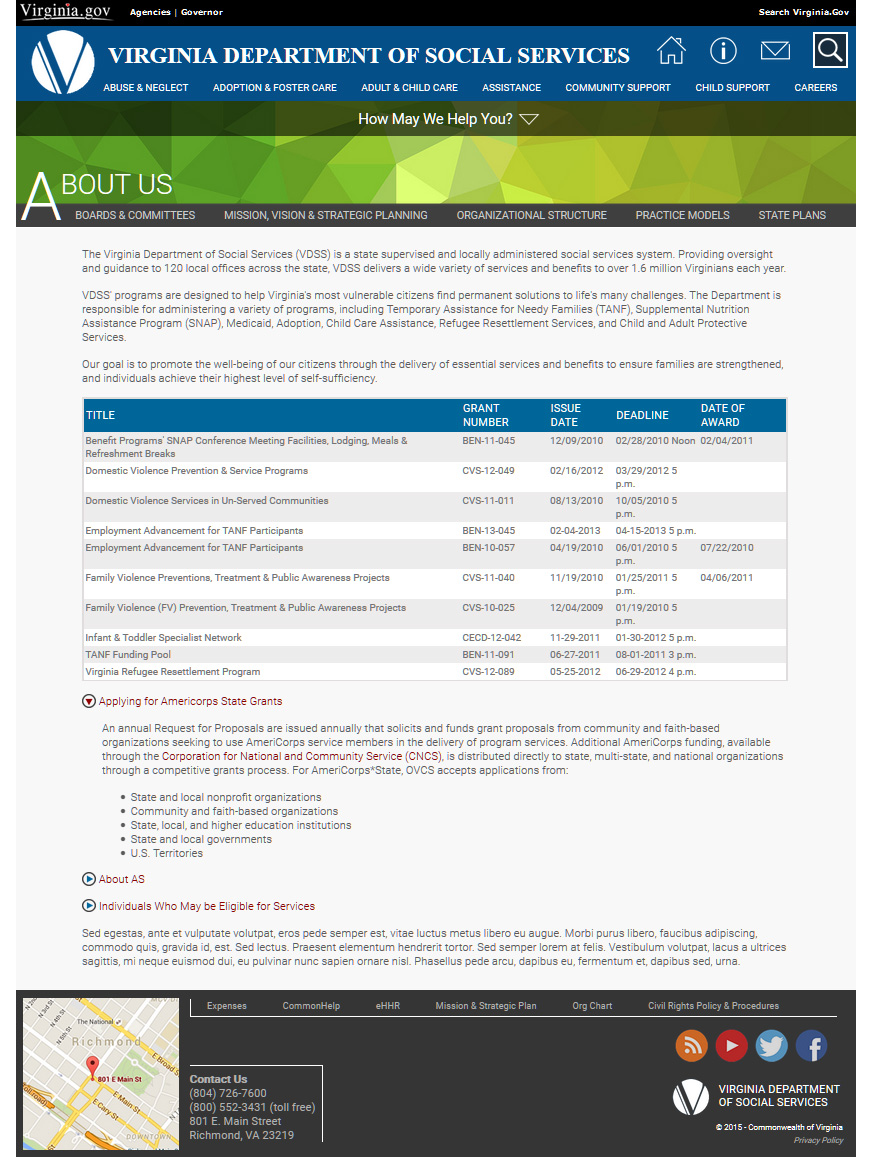 Virginia.gov Agencies | Governor Search Virginia.Gov
VIRGINIA DEPARTMENT OF SOCIAL SERVICES
ABUSE & NEGLECT ADOPTION & FOSTER CARE ADULT & CHILD CARE ASSISTANCE COMMUNITY SUPPORT CHILD SUPPORT CAREERS
How May We Help You?
ABOUT US
BOARDS & COMMITTEES MISSION, VISION & STRATEGIC PLANNING ORGANIZATIONAL STRUCTURE PRACTICE MODELS STATE PLANS
The Virginia Department of Social Services (VDSS) is a state supervised and locally administered social services system. Providing oversight
and guidance to 120 local offices across the state, VDSS delivers a wide variety of services and benefits to over 1.6 million Virginians each year.
VDSS' programs are designed to help Virginia's most vulnerable citizens find permanent solutions to life's many challenges. The Department is
responsible for administering a variety of programs, including Temporary Assistance for Needy Families (TANF), Supplemental Nutrition
Assistance Program (SNAP), Medicaid, Adoption, Child Care Assistance, Refugee Resettlement Services, and Child and Adult Protective
Services.
Our goal is to promote the well-being of our citizens through the delivery of essential services and benefits to ensure families are strengthened,
and individuals achieve their highest level of self-sufficiency.
TITLE GRANT NUMBER ISSUE DATE DEADLINE DATE OF AWARD
Benefit Programs' SNAP Conference Meeting Facilities, Lodging, Meals & BEN-11-045 12/09/2010 02/28/2010 Noon 02/04/2011
Refreshment Breaks
Domestic Violence Prevention & Service Programs CVS-12-049 02/16/2012 03/29/2012 5
p.m.
Domestic Violence Services in Un-Served Communities CVS-11-011 08/13/2010 10/05/2010 5
p.m.
Employment Advancement for TANF Participants BEN-13-045 02-04-2013 04-15-2013 5 p.m.
Employment Advancement for TANF Participants BEN-10-057 04/19/2010 06/01/2010 5 07/22/2010
p.m.
Family Violence Preventions, Treatment & Public Awareness Projects CVS-11-040 11/19/2010 01/25/2011 5 04/06/2011
p.m.
Family Violence (FV) Prevention, Treatment & Public Awareness Projects CVS-10-025 12/04/2009 01/19/2010 5
p.m.
Infant & Toddler Specialist Network CECD-12-042 11-29-2011 01-30-2012 5 p.m.
TANF Funding Pool BEN-11-091 06-27-2011 08-01-2011 3 p.m.
Virginia Refugee Resettlement Program CVS-12-089 05-25-2012 06-29-2012 4 p.m.
Applying for Americorps State Grants
An annual Request for Proposals are issued annually that solicits and funds grant proposals from community and faith-based
organizations seeking to use AmeriCorps service members in the delivery of program services. Additional AmeriCorps funding, available
through the Corporation for National and Community Service (CNCS), is distributed directly to state, multi-state, and national organizations
through a competitive grants process. For AmeriCorps*State, OVCS accepts applications from:
• State and local nonprofit organizations
• Community and faith-based organizations
• State, local, and higher education institutions
• State and local governments
• U.S. Territories
About AS
Individuals Who May be Eligible for Services
Sed egestas, ante et vulputate volutpat, eros pede semper est, vitae luctus metus libero eu augue. Morbi purus libero, faucibus adipiscing,
commodo quis, gravida id, est. Sed lectus. Praesent elementum hendrerit tortor. Sed semper lorem at felis. Vestibulum volutpat, lacus a ultrices
sagittis, mi neque euismod dui, eu pulvinar nunc sapien ornare nisl. Phasellus pede arcu, dapibus eu, fermentum et, dapibus sed, urna.
Expenses CommonHelp eHHR Mission & Strategic Plan Org Chart Civil Rights Policy & Procedures
N 3rd St
N 4th St
N 5th St
The National
Richmond
E Broad S
801 E Main St
E Main St
E Cary St
DOWNTOWN
Contact Us
(804) 726-7600
(800) 552-3431 (toll free)
801 E. Main Street
Richmond, VA 23219
VIRGINIA DEPARTMENT
OF SOCIAL SERVICES
© 2015 - Commonwealth of Virginia
Privacy Policy